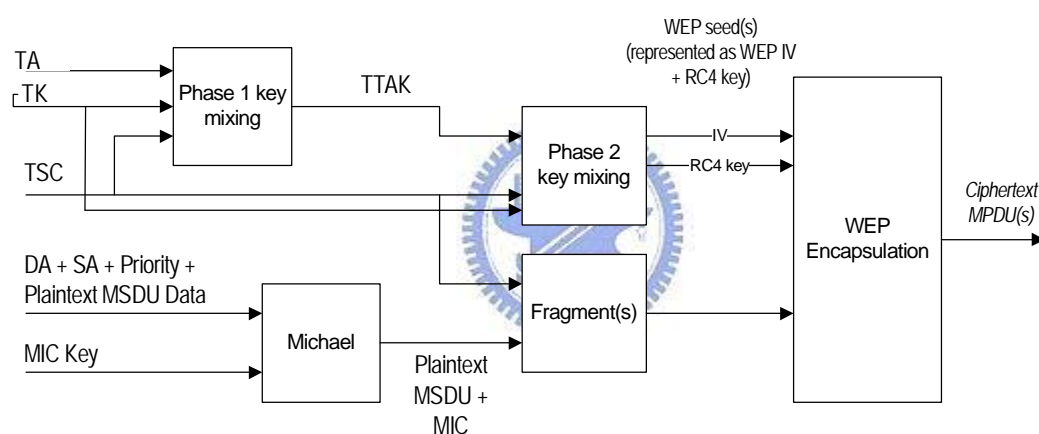 WEP seed(s)
(represented as WEP IV
+ RC4 key)
TA
TK
Phase 1 key
mixing
TTAK
TSC
Phase 2
key mixing
IV
RC4 key
WEP
Encapsulation
Ciphertext
MPDU(s)
DA + SA + Priority +
Plaintext MSDU Data
MIC Key
Michael
Plaintext
MSDU +
MIC
Fragment(s)